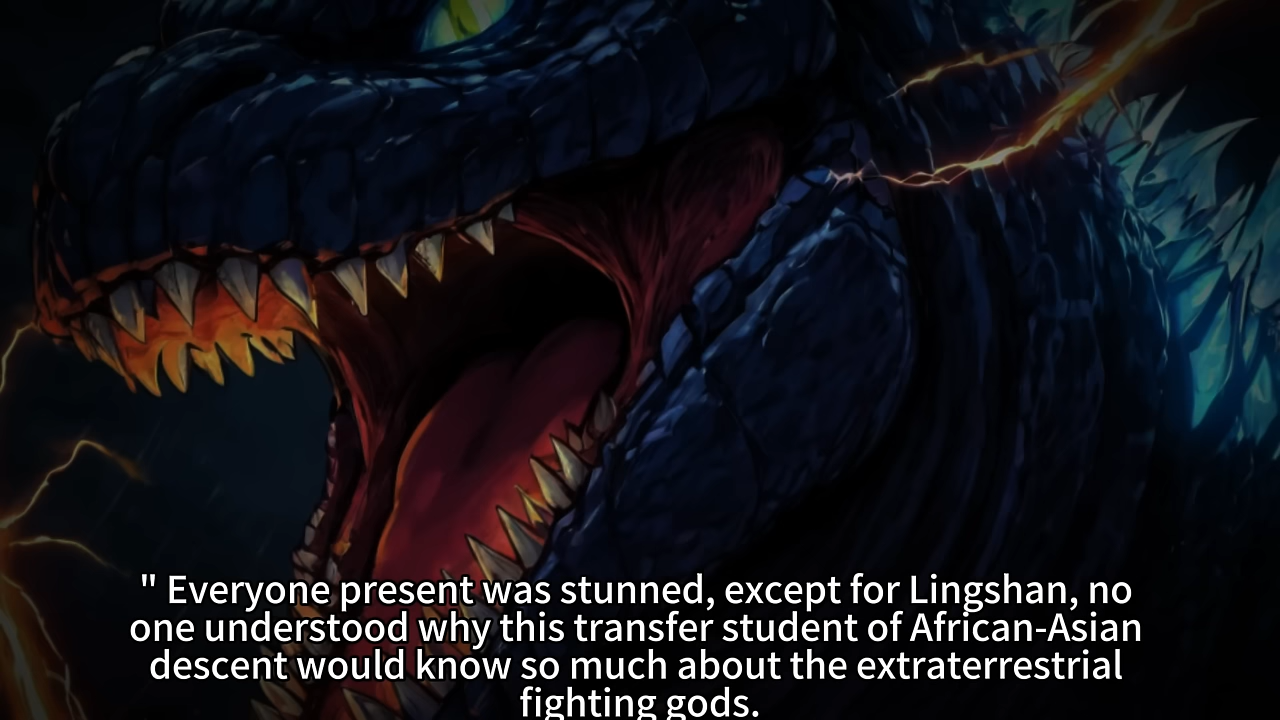 " Everyone present was stunned, except for Lingshan, no
one understood why this transfer student of African-Asian
descent would know so much about the extraterrestrial
fighting gods.